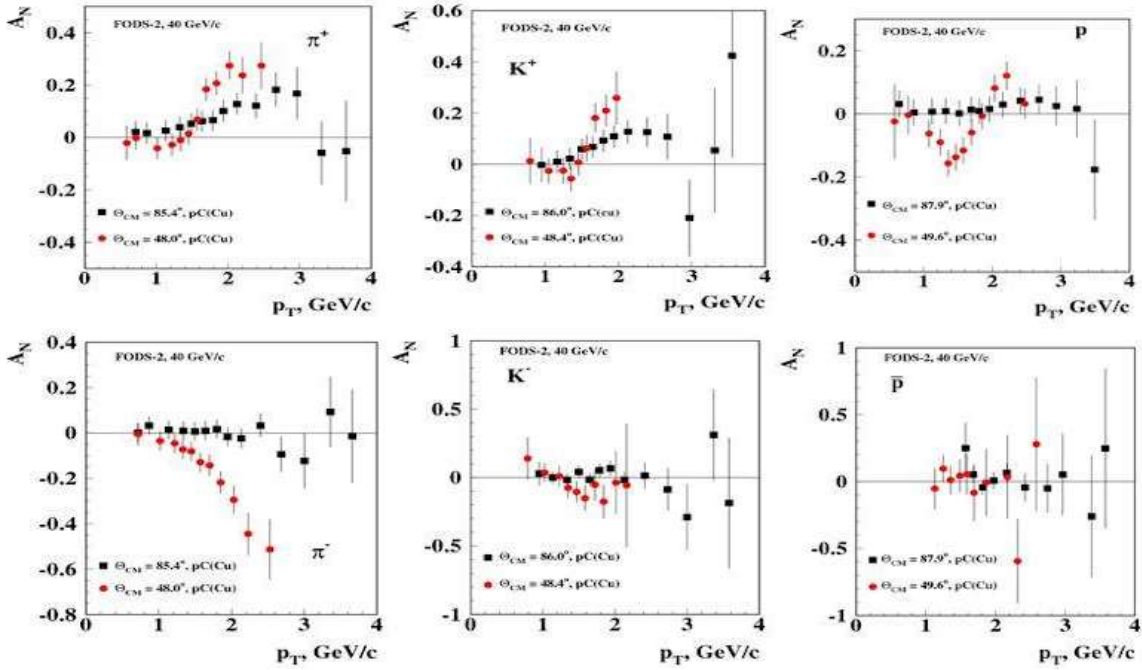 A_N
FODS-2, 40 GeV/c
π⁺
0.4
0.2
0
-0.2
-0.4
Θ_CM = 85.4°, pC(Cu)
Θ_CM = 48.0°, pC(Cu)
0 1 2 3 4
p_T, GeV/c
A_N
FODS-2, 40 GeV/c
K⁺
0.6
0.4
0.2
0
-0.2
-0.4
Θ_CM = 86.0°, pC(cu)
Θ_CM = 48.4°, pC(Cu)
0 1 2 3 4
p_T, GeV/c
A_N
FODS-2, 40 GeV/c
p
0.2
0
-0.2
-0.4
Θ_CM = 87.9°, pC(Cu)
Θ_CM = 49.6°, pC(Cu)
0 1 2 3 4
p_T, GeV/c
A_N
FODS-2, 40 GeV/c
0.4
0.2
0
-0.2
-0.4
-0.6
-0.8
π⁻
Θ_CM = 85.4°, pC(Cu)
Θ_CM = 48.0°, pC(Cu)
0 1 2 3 4
p_T, GeV/c
A_N
FODS-2, 40 GeV/c
K⁻
1
0.5
0
-0.5
-1
Θ_CM = 86.0°, pC(Cu)
Θ_CM = 48.4°, pC(Cu)
0 1 2 3 4
p_T, GeV/c
A_N
FODS-2, 40 GeV/c
p̅
1
0.5
0
-0.5
-1
Θ_CM = 87.9°, pC(Cu)
Θ_CM = 49.6°, pC(Cu)
0 1 2 3 4
p_T, GeV/c